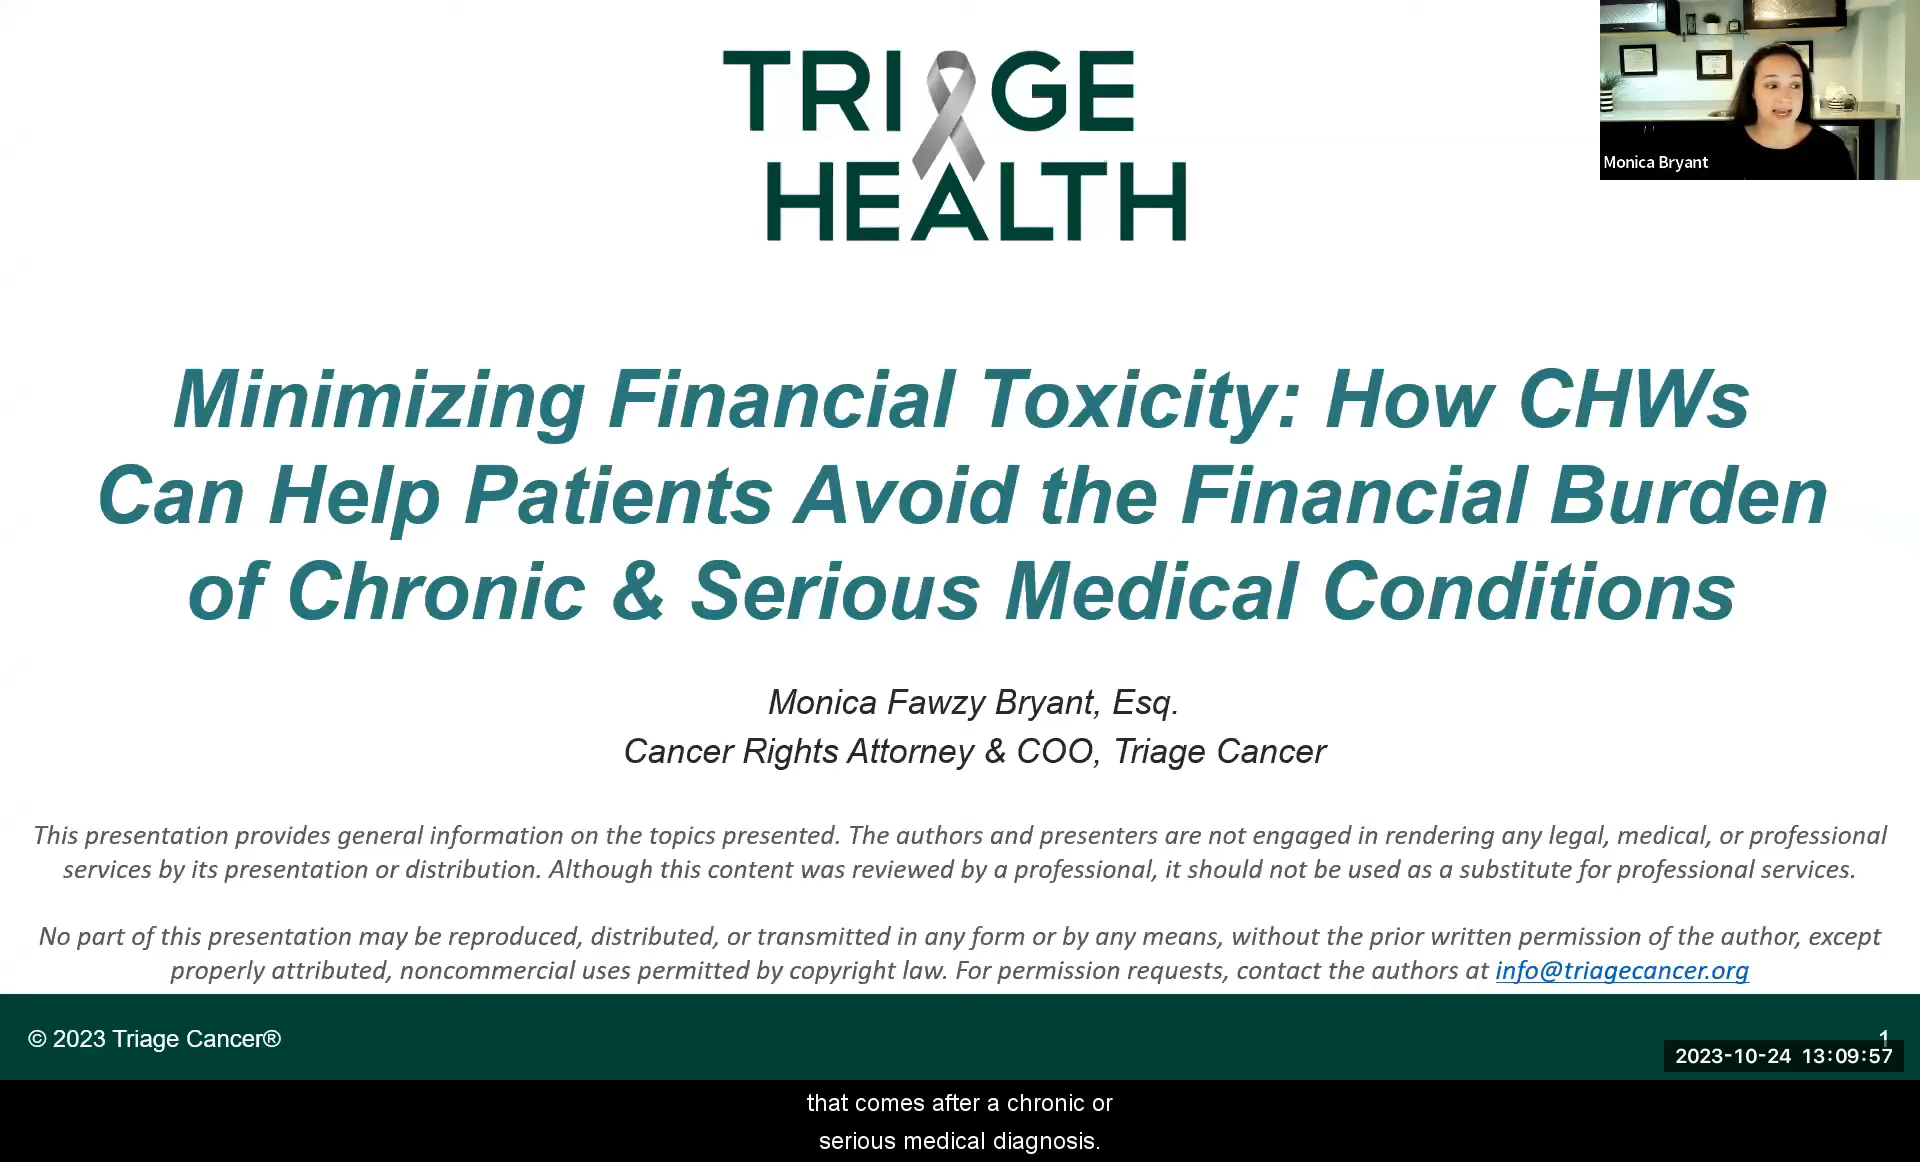 TRIAGE
HEALTH
Monica Bryant
Minimizing Financial Toxicity: How CHWs
Can Help Patients Avoid the Financial Burden
of Chronic & Serious Medical Conditions
Monica Fawzy Bryant, Esq.
Cancer Rights Attorney & COO, Triage Cancer
This presentation provides general information on the topics presented. The authors and presenters are not engaged in rendering any legal, medical, or professional
services by its presentation or distribution. Although this content was reviewed by a professional, it should not be used as a substitute for professional services.
No part of this presentation may be reproduced, distributed, or transmitted in any form or by any means, without the prior written permission of the author, except
properly attributed, noncommercial uses permitted by copyright law. For permission requests, contact the authors at info@triagecancer.org
© 2023 Triage Cancer®
1
2023-10-24 13:09:57
that comes after a chronic or
serious medical diagnosis.